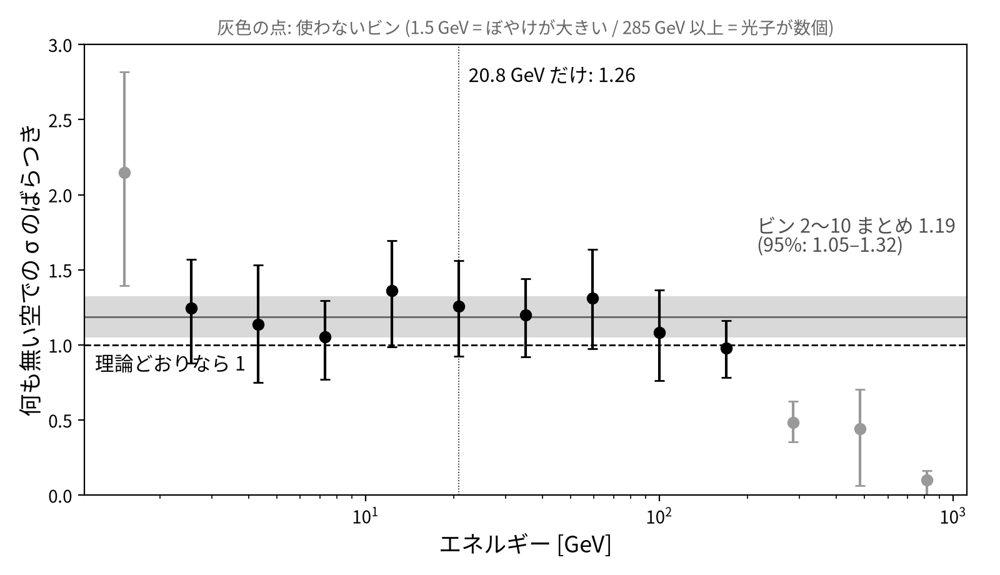 灰色の点: 使わないビン (1.5 GeV = ぼやけが大きい / 285 GeV 以上 = 光子が数個)
何も無い空での σ のばらつき
3.0
2.5
2.0
1.5
1.0
0.5
0.0
20.8 GeV だけ: 1.26
ビン 2〜10 まとめ 1.19
(95%: 1.05–1.32)
理論どおりなら 1
10¹
10²
10³
エネルギー [GeV]